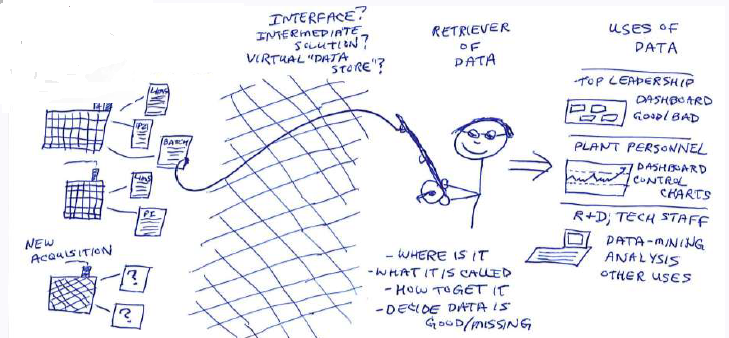 INTERFACE?
INTERMEDIATE
SOLUTION?
VIRTUAL "DATA
STORE"?
RETRIEVER
OF
DATA
USES OF
DATA
LIMS
PI
BATCH
LIMS
PI
NEW
ACQUISITION
?
?
- WHERE IS IT
- WHAT IT IS CALLED
- HOW TO GET IT
- DECIDE DATA IS
GOOD/MISSING
TOP LEADERSHIP
DASHBOARD
GOOD/BAD
PLANT PERSONNEL
DASHBOARD
CONTROL
CHARTS
R+D; TECH STAFF
DATA-MINING
ANALYSIS
OTHER USES